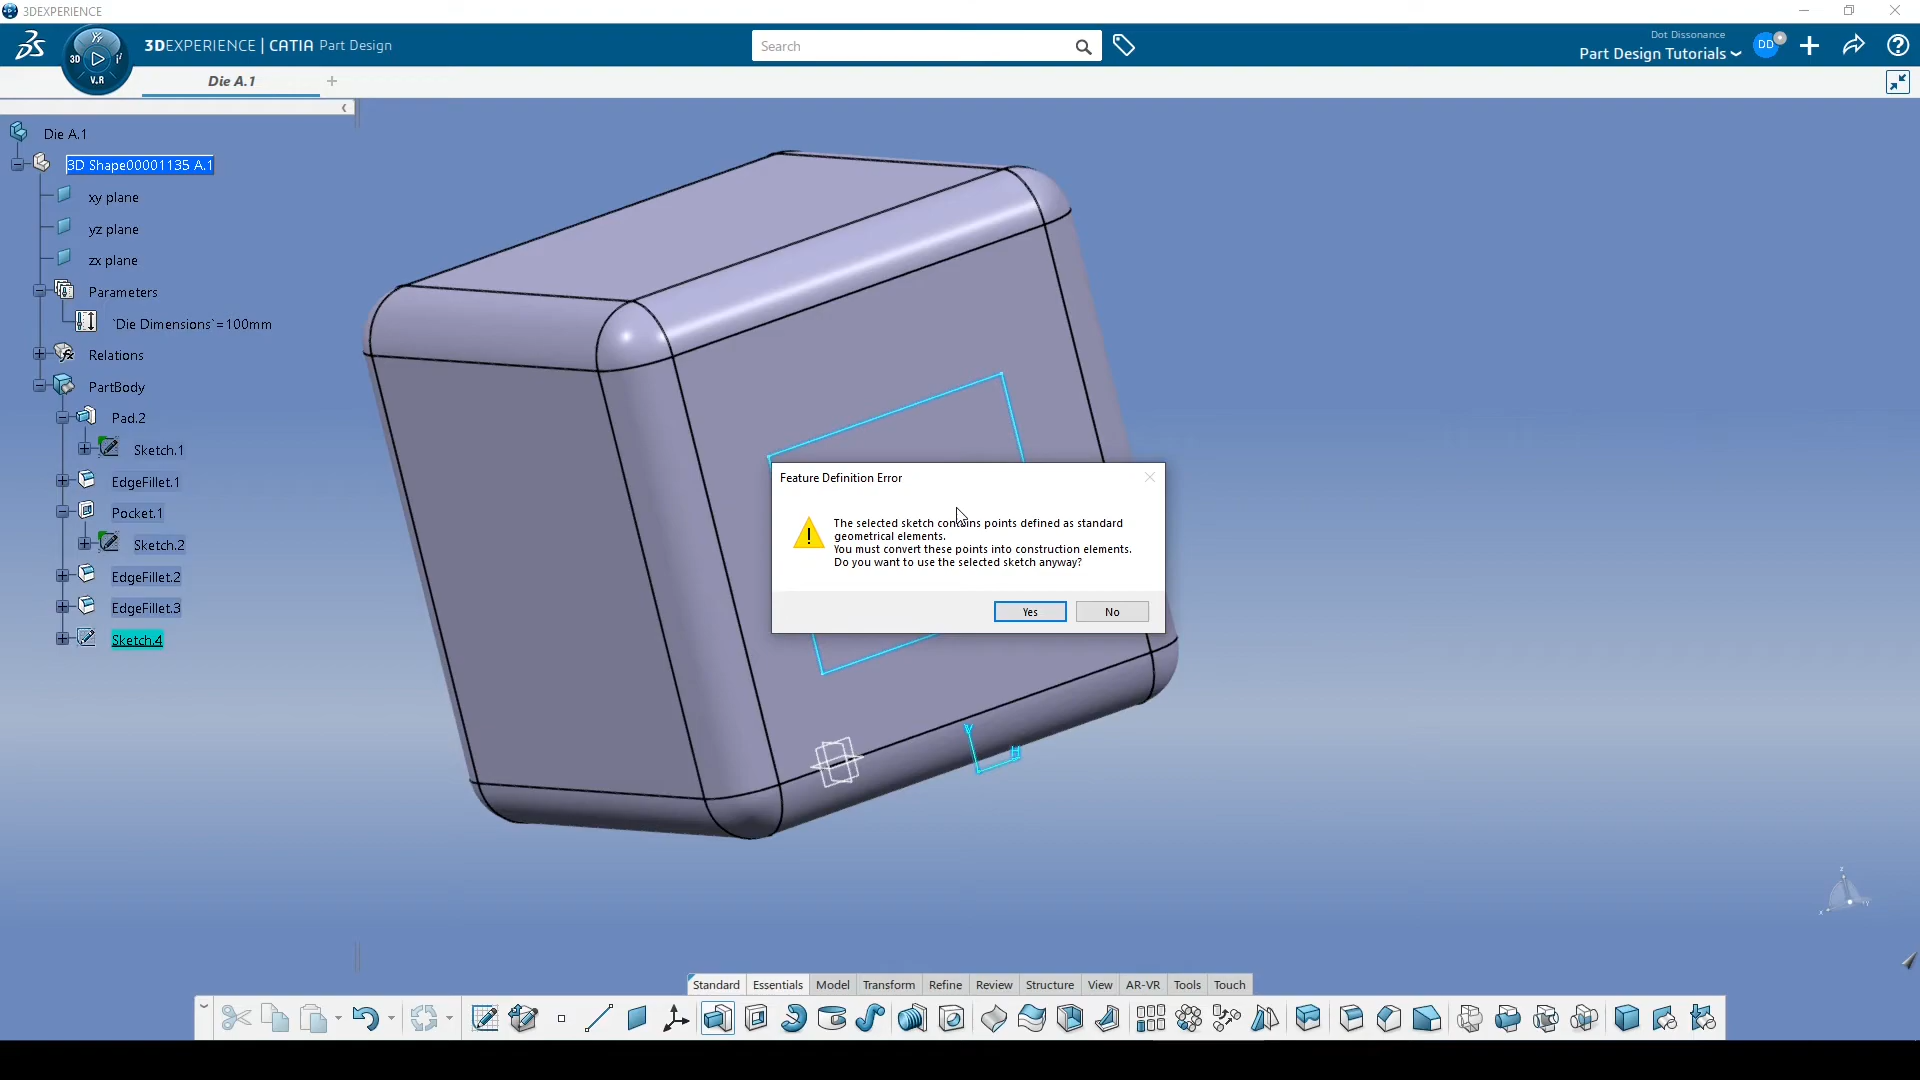 3DEXPERIENCE
3DEXPERIENCE | CATIA Part Design
3D
V.R
Search
Dot Dissonance
Part Design Tutorials
DD
Die A.1
Die A.1
3D Shape00001135 A.1
xy plane
yz plane
zx plane
Parameters
`Die Dimensions`=100mm
Relations
PartBody
Pad.2
Sketch.1
EdgeFillet.1
Pocket.1
Sketch.2
EdgeFillet.2
EdgeFillet.3
Sketch.4
Feature Definition Error
The selected sketch contains points defined as standard
geometrical elements.
You must convert these points into construction elements.
Do you want to use the selected sketch anyway?
Yes No
V
H
z
x
y
Standard Essentials Model Transform Refine Review Structure View AR-VR Tools Touch